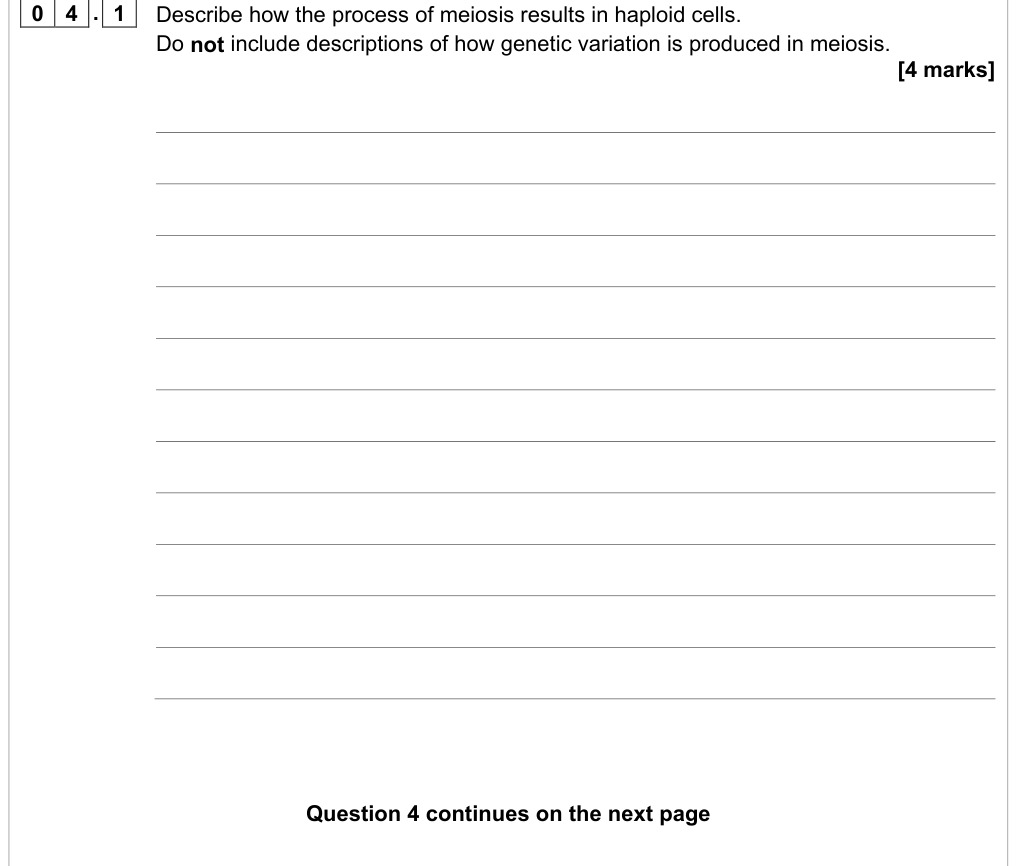 0 4 . 1 Describe how the process of meiosis results in haploid cells.
Do not include descriptions of how genetic variation is produced in meiosis.
[4 marks]
Question 4 continues on the next page